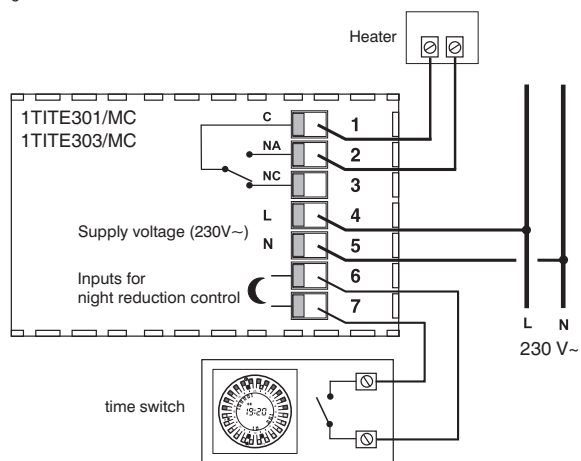 Heater
1TITE301/MC
1TITE303/MC
C
1
NA
2
NC
3
Supply voltage (230V~)
L
4
N
5
Inputs for
night reduction control
6
7
L N
230 V~
time switch
19:20